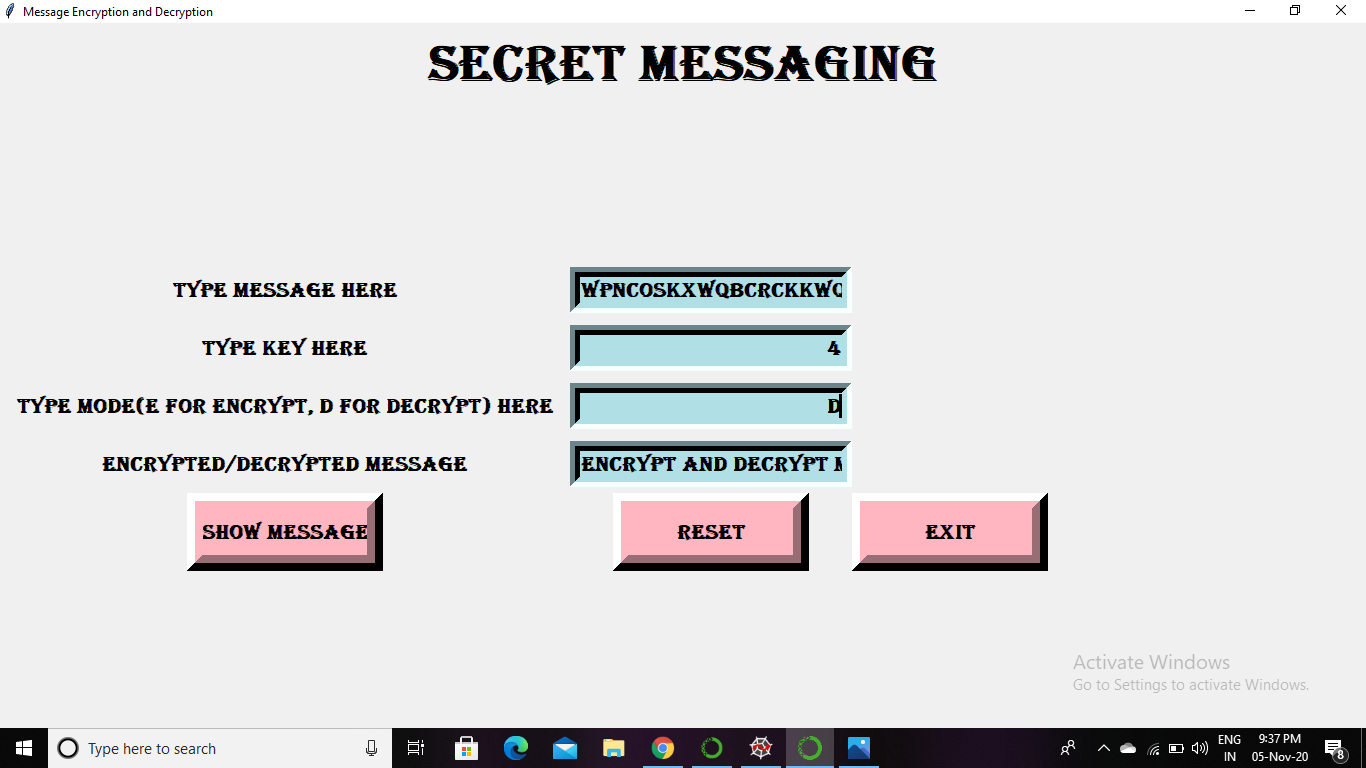 Message Encryption and Decryption
SECRET MESSAGING
TYPE MESSAGE HERE
WPNCOSKXWQBCRCKKWC
TYPE KEY HERE
4
TYPE MODE(E FOR ENCRYPT, D FOR DECRYPT) HERE
D
ENCRYPTED/DECRYPTED MESSAGE
ENCRYPT AND DECRYPT M
SHOW MESSAGE
RESET
EXIT
Activate Windows
Go to Settings to activate Windows.
Type here to search
ENG
IN
9:37 PM
05-Nov-20
8